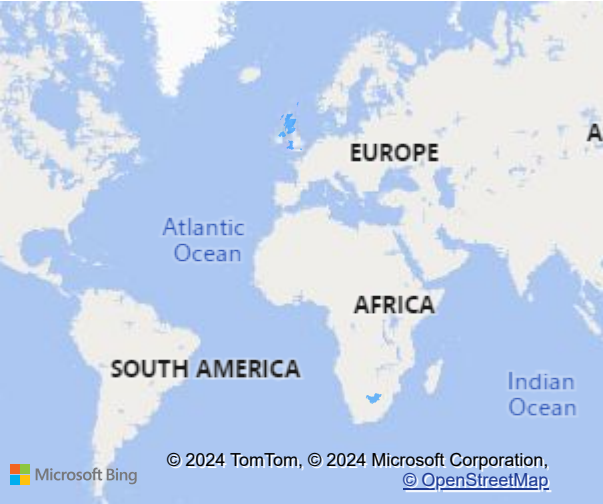 A
EUROPE
Atlantic
Ocean
AFRICA
SOUTH AMERICA
Indian
Ocean
Microsoft Bing
© 2024 TomTom, © 2024 Microsoft Corporation,
© OpenStreetMap